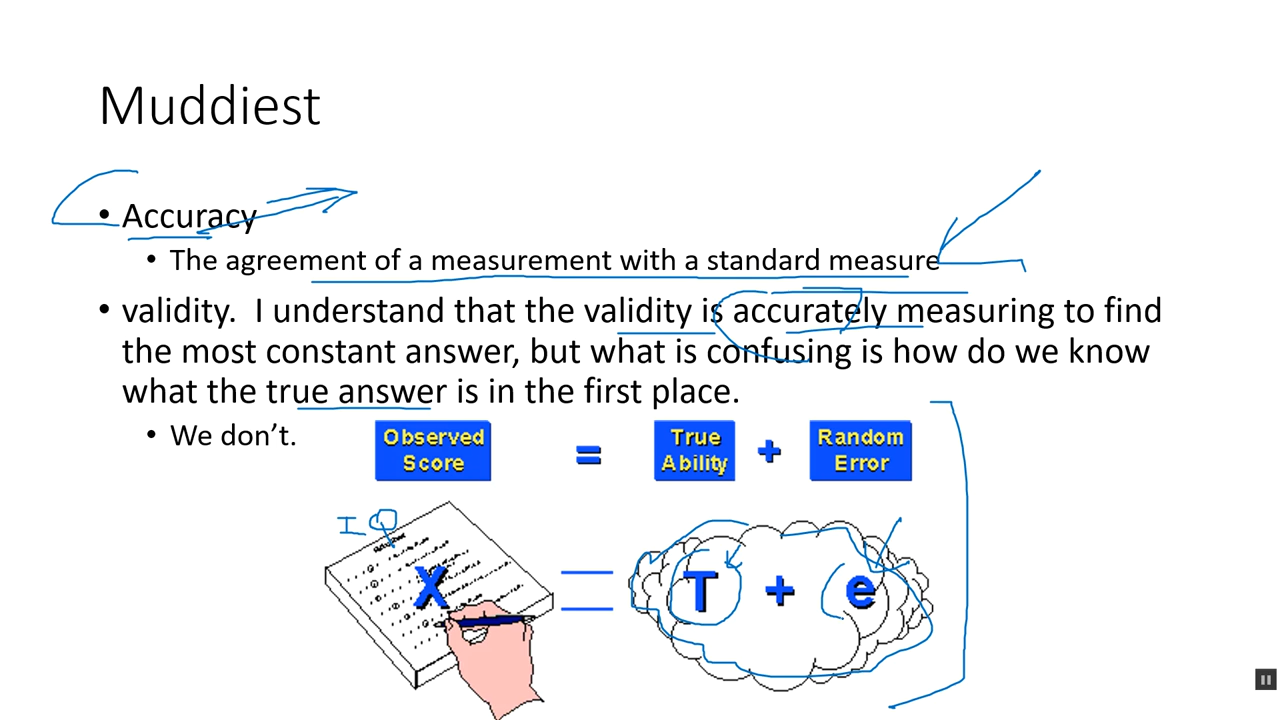 Muddiest
• Accuracy
• The agreement of a measurement with a standard measure
• validity.  I understand that the validity is accurately measuring to find
the most constant answer, but what is confusing is how do we know
what the true answer is in the first place.
• We don't.
Observed
Score
=
True
Ability
+
Random
Error
IQ
X
=
T + e